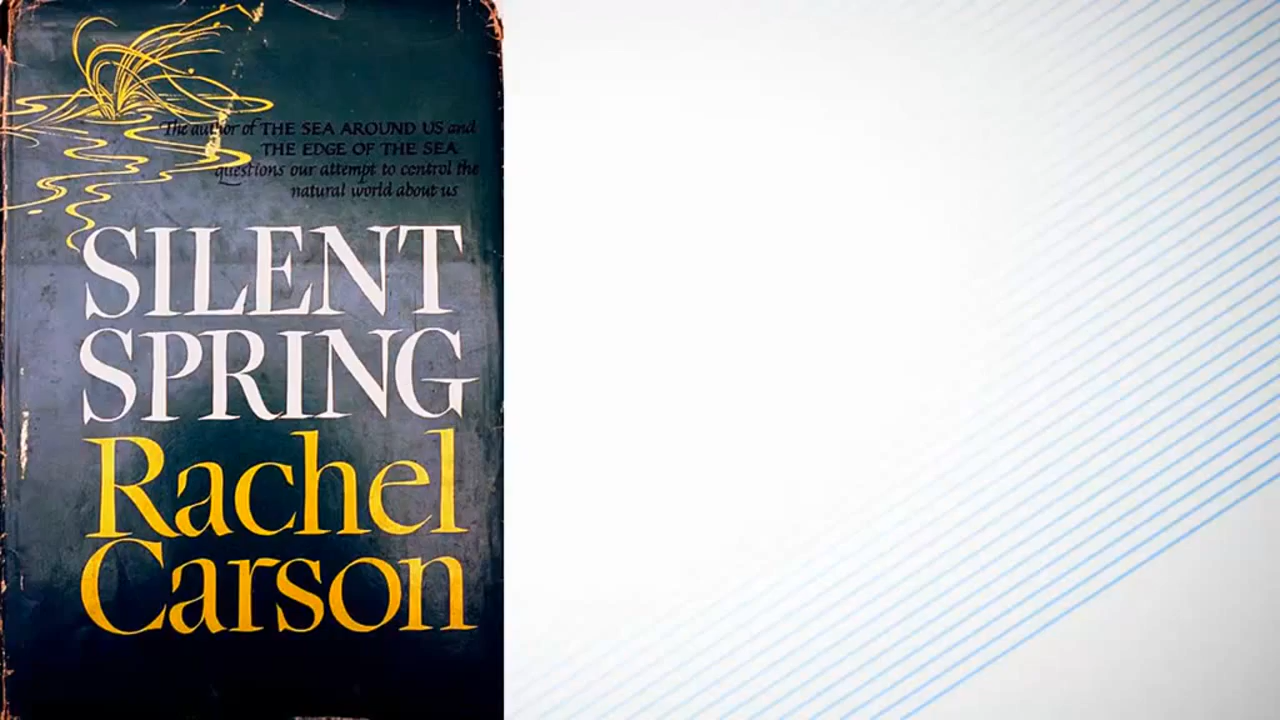 The author of THE SEA AROUND US and
THE EDGE OF THE SEA
questions our attempt to control the
natural world about us
SILENT
SPRING
Rachel
Carson